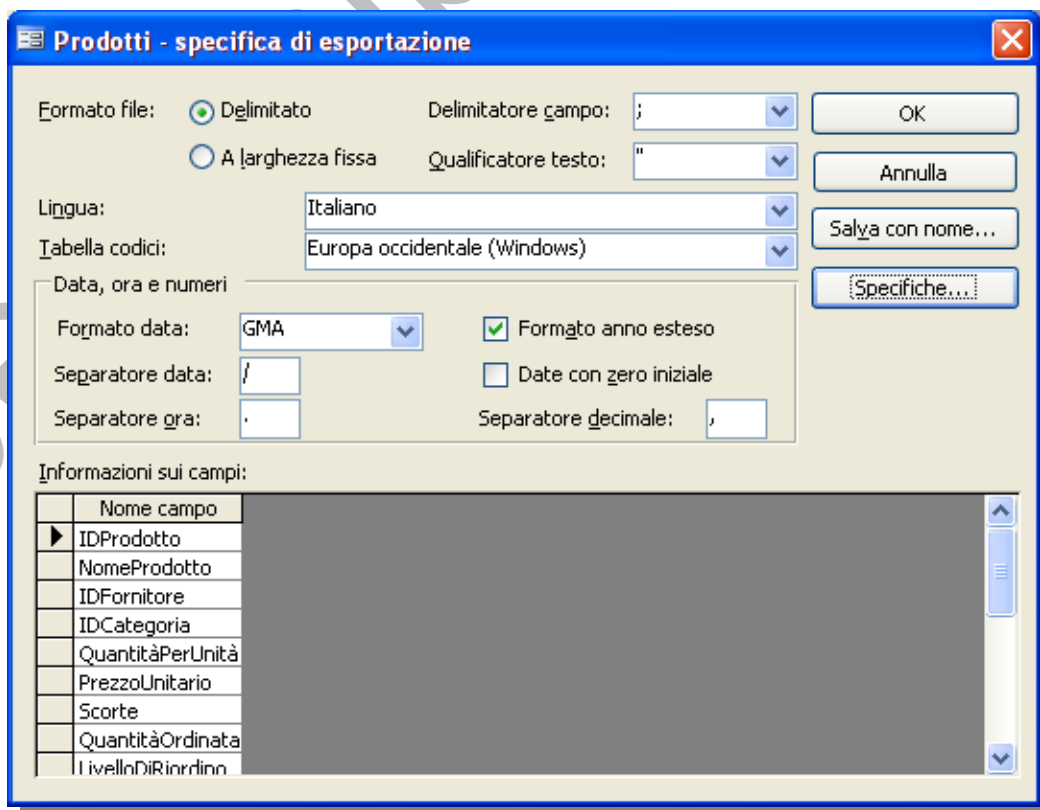 Prodotti - specifica di esportazione
Formato file: Delimitato Delimitatore campo: ; OK
A larghezza fissa Qualificatore testo: " Annulla
Lingua: Italiano Salva con nome...
Tabella codici: Europa occidentale (Windows)
Data, ora e numeri Specifiche...
Formato data: GMA Formato anno esteso
Separatore data: / Date con zero iniziale
Separatore ora: . Separatore decimale: ,
Informazioni sui campi:
Nome campo
IDProdotto
NomeProdotto
IDFornitore
IDCategoria
QuantitàPerUnità
PrezzoUnitario
Scorte
QuantitàOrdinata
LivelloDiRiordino